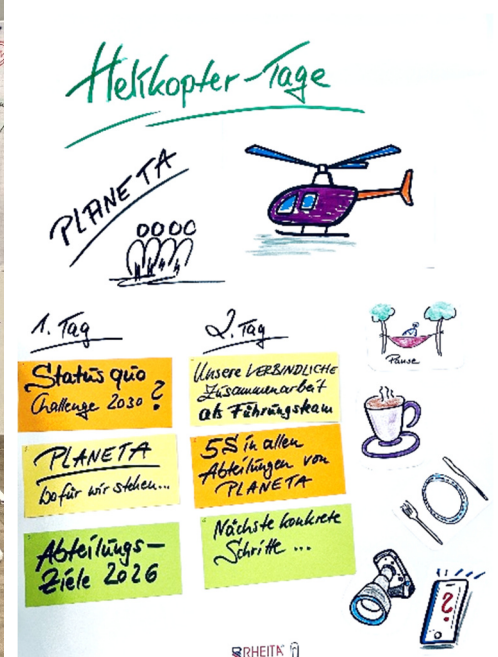 Helikopter-Tage
PLANETA
1. Tag
Status quo
Challenge 2030 ?
PLANETA
Wofür wir stehen...
Abteilungs-
Ziele 2026
2. Tag
Unsere VERBINDLICHE
Zusammenarbeit
als Führungsteam
5S in allen
Abteilungen von
PLANETA
Nächste konkrete
Schritte ...
Pause
?
RHEITA